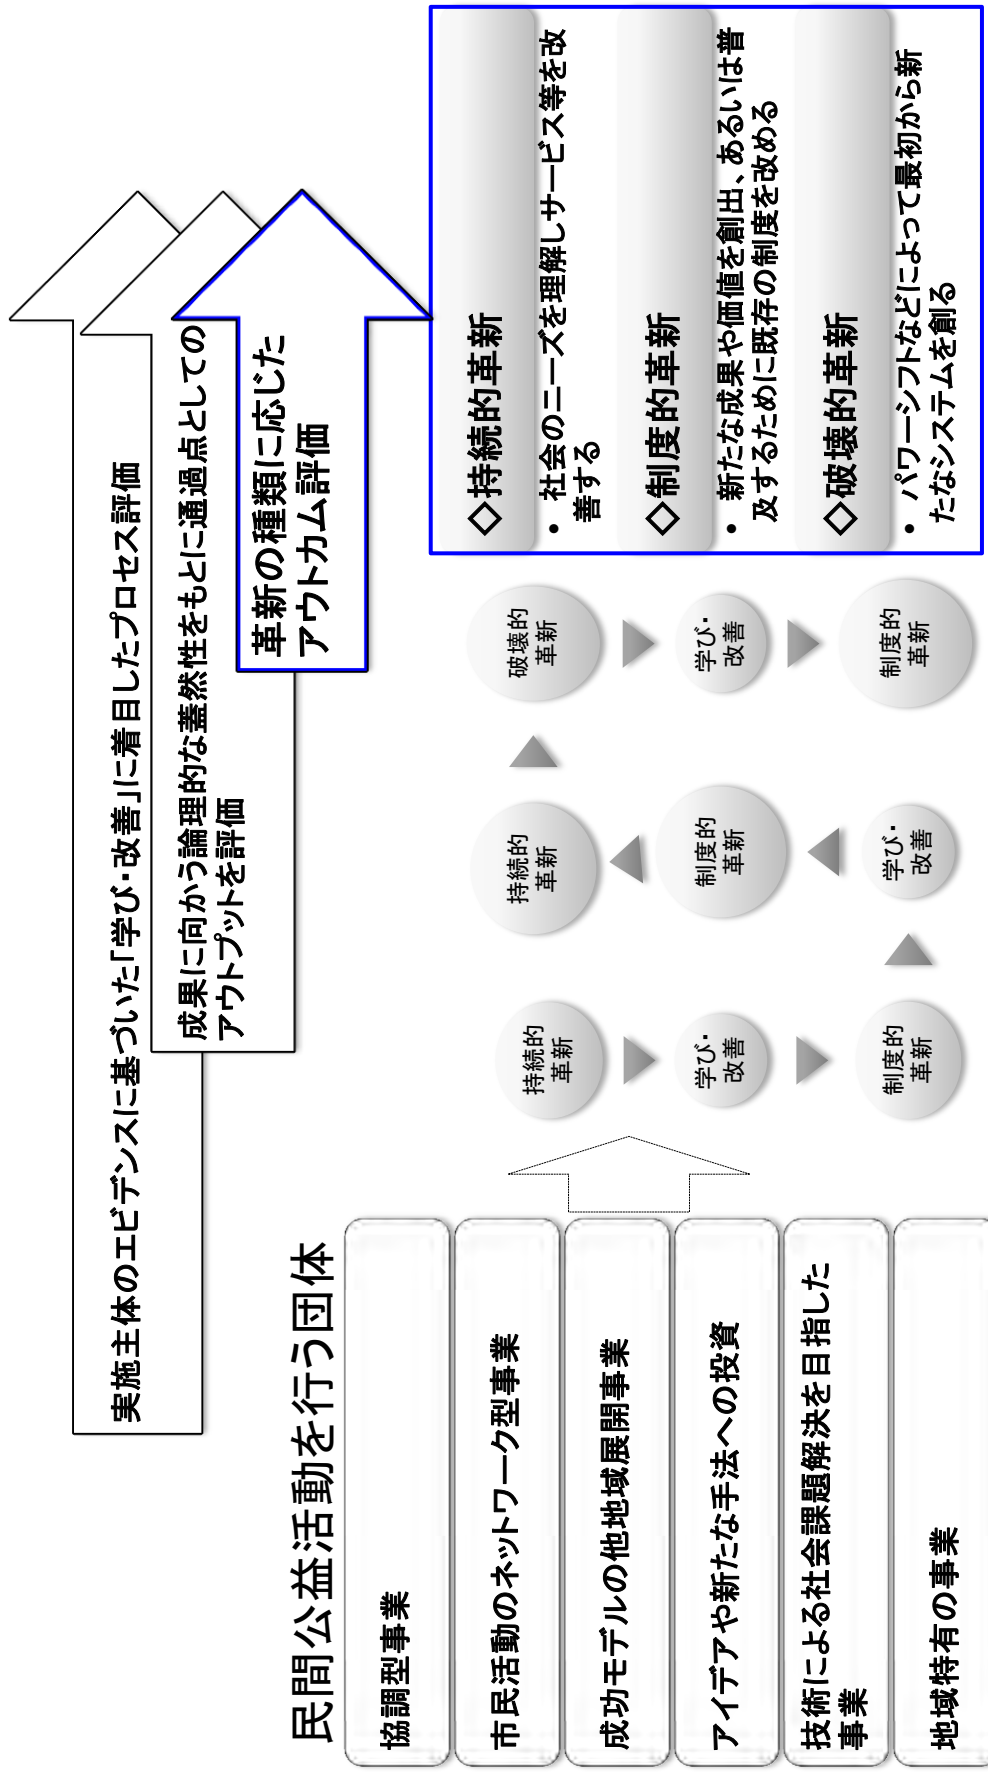 実施主体のエビデンスに基づいた「学び・改善」に着目したプロセス評価
成果に向かう論理的な蓋然性をもとに通過点としての
アウトプットを評価
革新の種類に応じた
アウトカム評価
民間公益活動を行う団体
協調型事業
市民活動のネットワーク型事業
成功モデルの他地域展開事業
アイデアや新たな手法への投資
技術による社会課題解決を目指した
事業
地域特有の事業
持続的
革新
学び・
改善
制度的
革新
学び・
改善
制度的
革新
持続的
革新
破壊的
革新
学び・
改善
制度的
革新
◇持続的革新
• 社会のニーズを理解しサービス等を改
善する
◇制度的革新
• 新たな成果や価値を創出、あるいは普
及するために既存の制度を改める
◇破壊的革新
• パワーシフトなどによって最初から新
たなシステムを創る